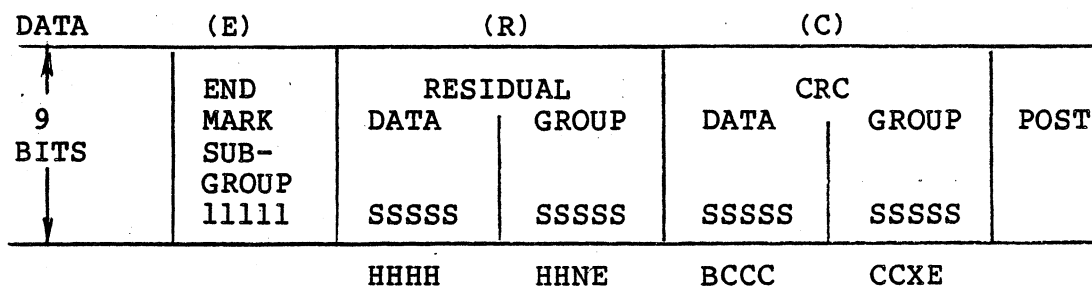 DATA (E) (R) (C)
END RESIDUAL CRC
9 MARK DATA GROUP DATA GROUP POST
BITS SUB-
GROUP
11111 SSSSS SSSSS SSSSS SSSSS
HHHH HHNE BCCC CCXE